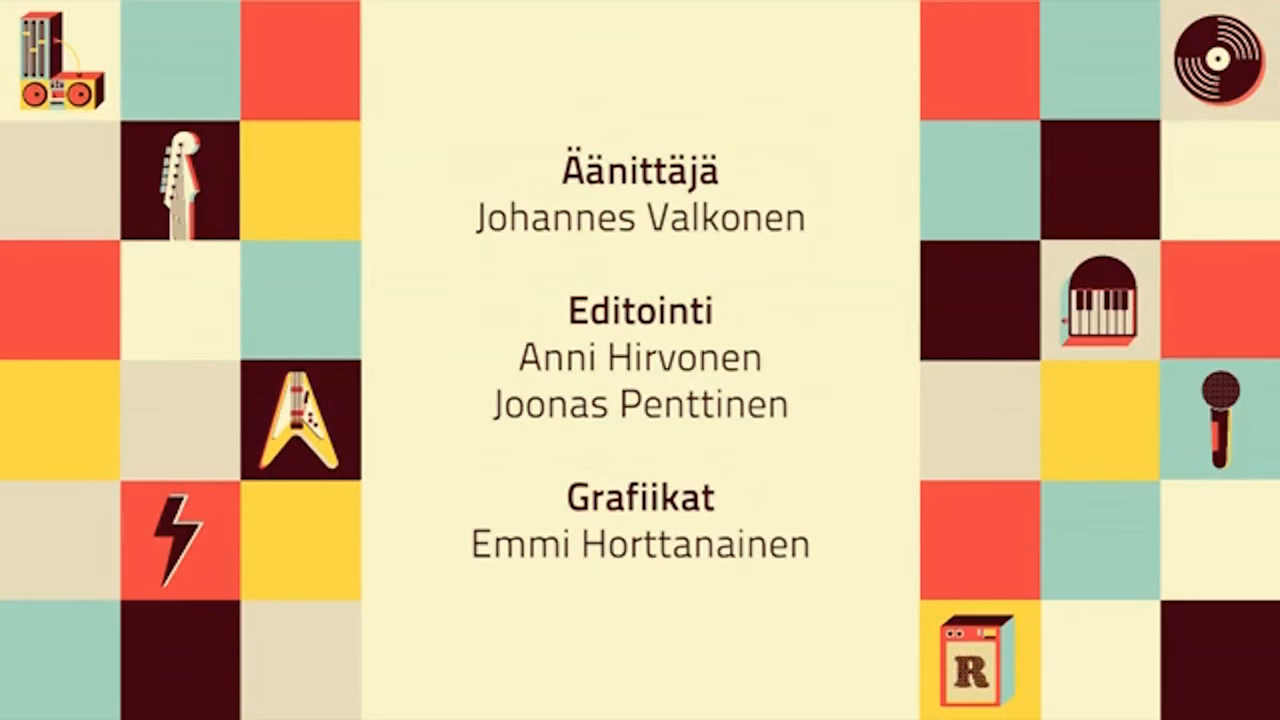 Äänittäjä
Johannes Valkonen
Editointi
Anni Hirvonen
Joonas Penttinen
Grafiikat
Emmi Horttanainen
R